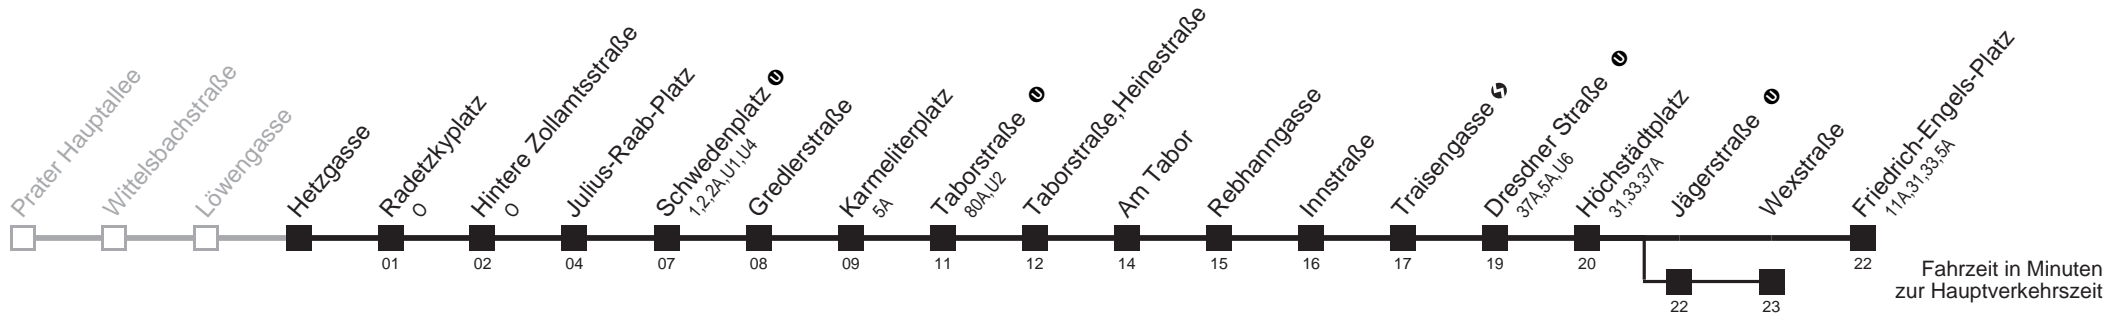 Prater Hauptallee
Wittelsbachstraße
Löwengasse
Hetzgasse
Radetzkyplatz
O
Hintere Zollamtsstraße
O
Julius-Raab-Platz
Schwedenplatz U
1,2,2A,U1,U4
Gredlerstraße
Karmeliterplatz
5A
Taborstraße U
80A,U2
Taborstraße,Heinestraße
Am Tabor
Rebhanngasse
Innstraße
Traisengasse
Dresdner Straße U
37A,5A,U6
Höchstädtplatz
31,33,37A
Jägerstraße U
Wexstraße
Friedrich-Engels-Platz
11A,31,33,5A
01 02 04 07 08 09 11 12 14 15 16 17 19 20 22
22 23
Fahrzeit in Minuten
zur Hauptverkehrszeit